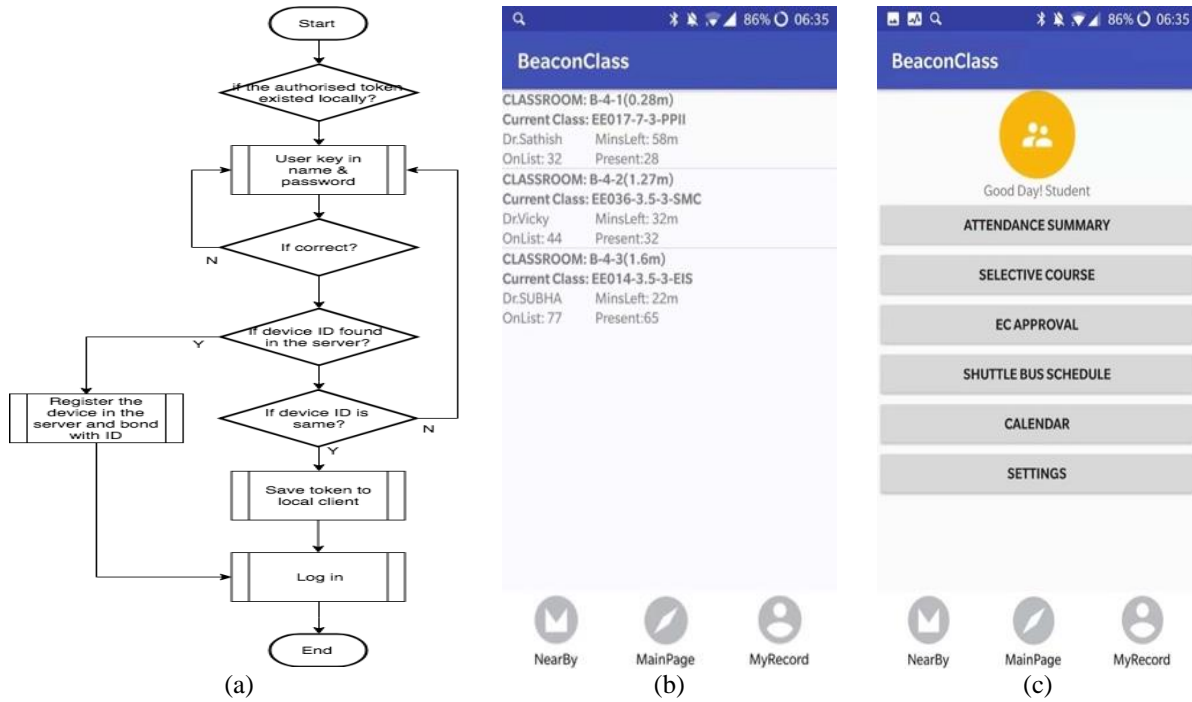 Start
if the authorised token
existed locally?
User key in
name &
password
If correct?
N
If device ID found
in the server?
Y
Register the
device in the
server and bond
with ID
If device ID is
same?
N
Y
Save token to
local client
Log in
End
(a)
86% 06:35
BeaconClass
CLASSROOM: B-4-1(0.28m)
Current Class: EE017-7-3-PPII
Dr.Sathish MinsLeft: 58m
OnList: 32 Present:28
CLASSROOM: B-4-2(1.27m)
Current Class: EE036-3.5-3-SMC
Dr.Vicky MinsLeft: 32m
OnList: 44 Present:32
CLASSROOM: B-4-3(1.6m)
Current Class: EE014-3.5-3-EIS
Dr.SUBHA MinsLeft: 22m
OnList: 77 Present:65
NearBy MainPage MyRecord
(b)
86% 06:35
BeaconClass
Good Day! Student
ATTENDANCE SUMMARY
SELECTIVE COURSE
EC APPROVAL
SHUTTLE BUS SCHEDULE
CALENDAR
SETTINGS
NearBy MainPage MyRecord
(c)